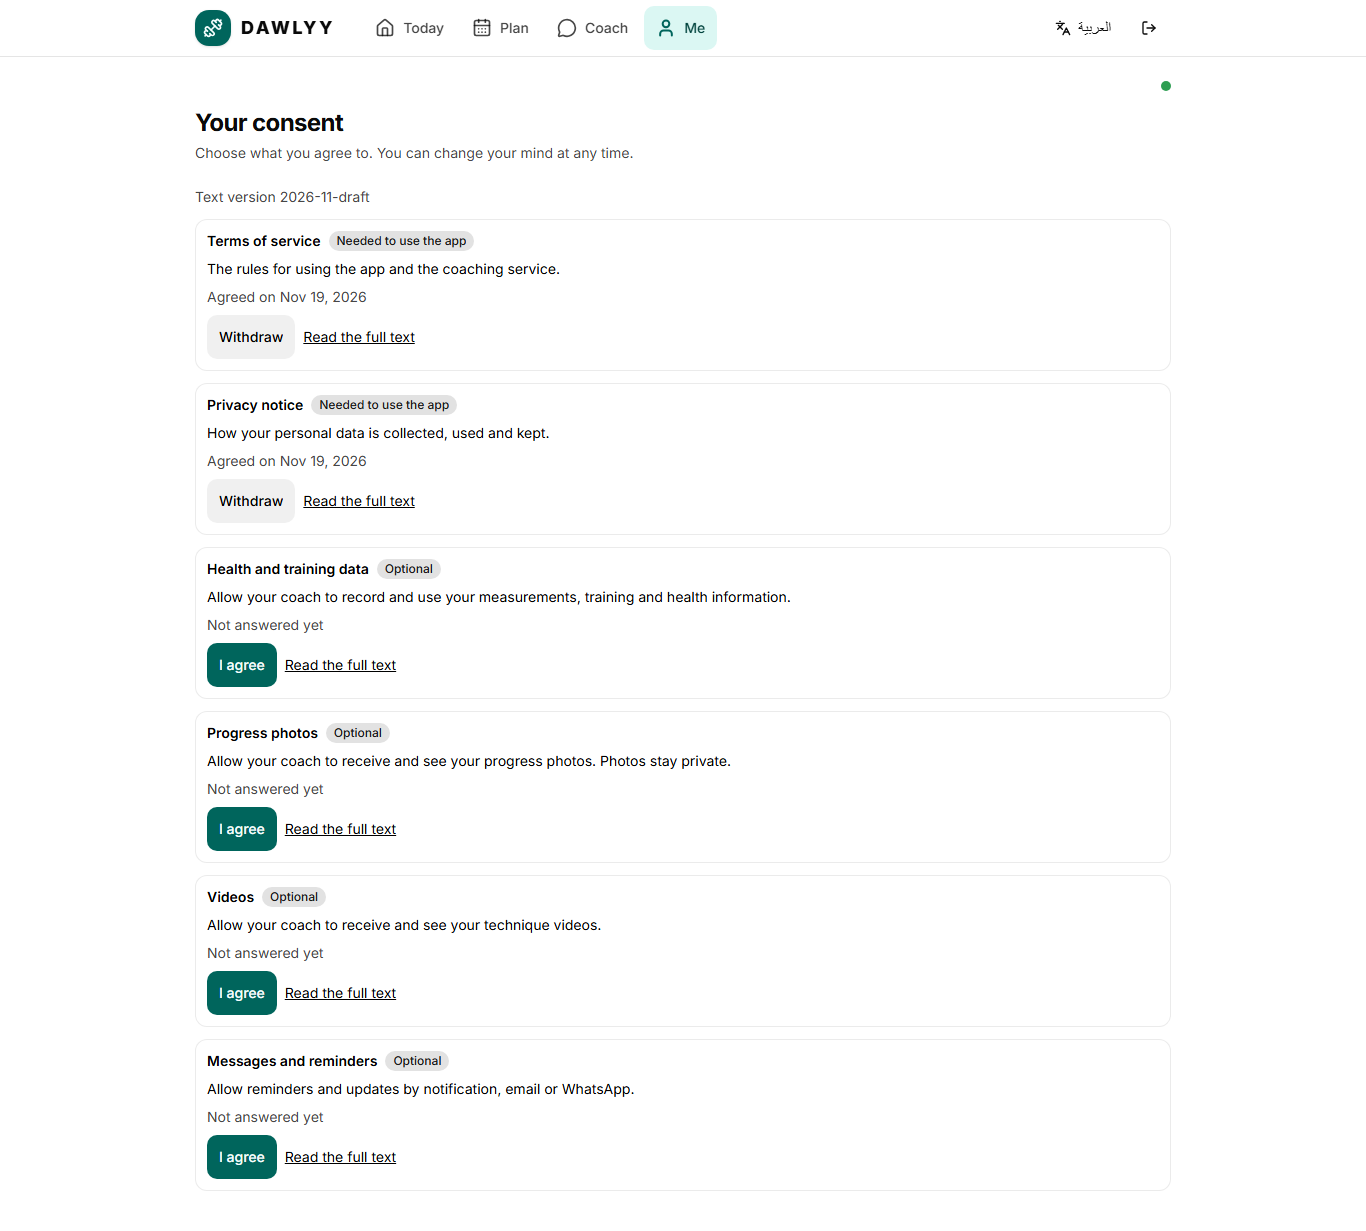 DAWLYY
Today
Plan
Coach
Me
العربية
Your consent
Choose what you agree to. You can change your mind at any time.
Text version 2026-11-draft
Terms of service Needed to use the app
The rules for using the app and the coaching service.
Agreed on Nov 19, 2026
Withdraw Read the full text
Privacy notice Needed to use the app
How your personal data is collected, used and kept.
Agreed on Nov 19, 2026
Withdraw Read the full text
Health and training data Optional
Allow your coach to record and use your measurements, training and health information.
Not answered yet
I agree Read the full text
Progress photos Optional
Allow your coach to receive and see your progress photos. Photos stay private.
Not answered yet
I agree Read the full text
Videos Optional
Allow your coach to receive and see your technique videos.
Not answered yet
I agree Read the full text
Messages and reminders Optional
Allow reminders and updates by notification, email or WhatsApp.
Not answered yet
I agree Read the full text